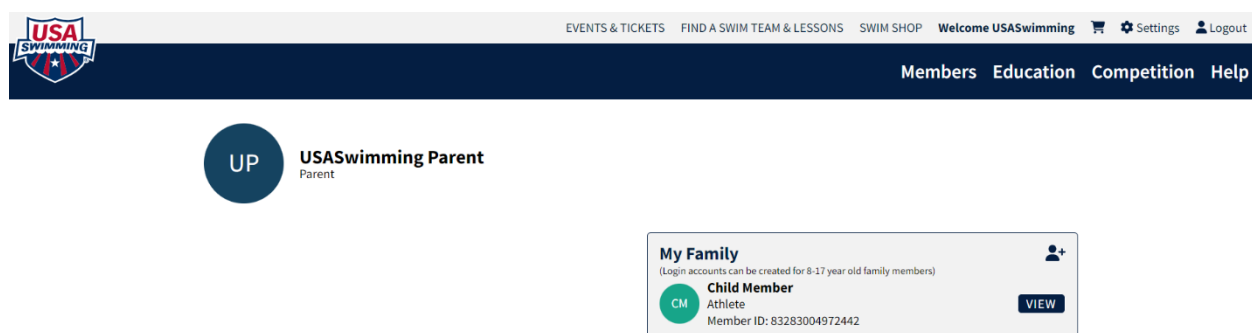 USA
SWIMMING
EVENTS & TICKETS FIND A SWIM TEAM & LESSONS SWIM SHOP Welcome USASwimming Settings Logout
Members Education Competition Help
UP
USASwimming Parent
Parent
My Family
(Login accounts can be created for 8-17 year old family members)
CM
Child Member
Athlete
VIEW
Member ID: 83283004972442